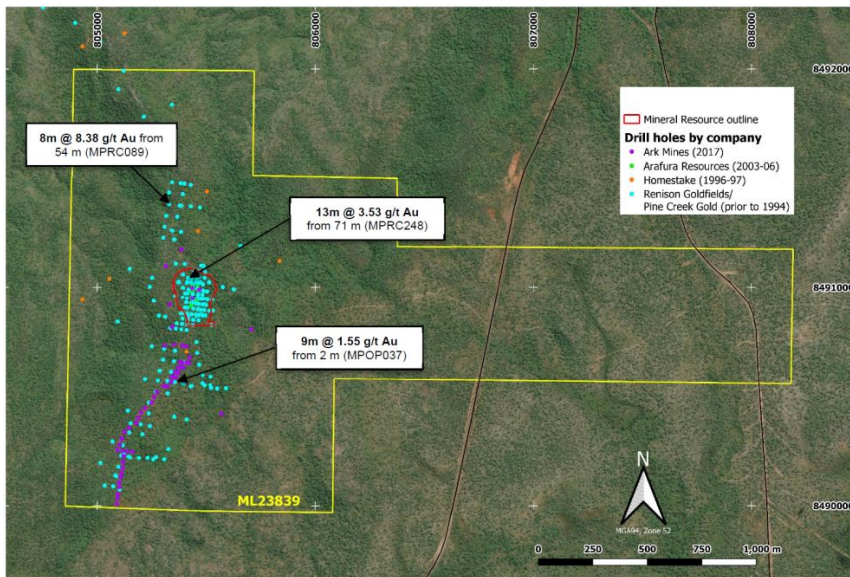 805000
806000
807000
808000
8492000
Mineral Resource outline
Drill holes by company
Ark Mines (2017)
Arafura Resources (2003-06)
Homestake (1996-97)
Renison Goldfields/
Pine Creek Gold (prior to 1994)
8m @ 8.38 g/t Au from
54 m (MPRC089)
13m @ 3.53 g/t Au
from 71 m (MPRC248)
8491000
9m @ 1.55 g/t Au
from 2 m (MPOP037)
N
ML23839
8490000
MGA94, Zone 52
0 250 500 750 1,000 m